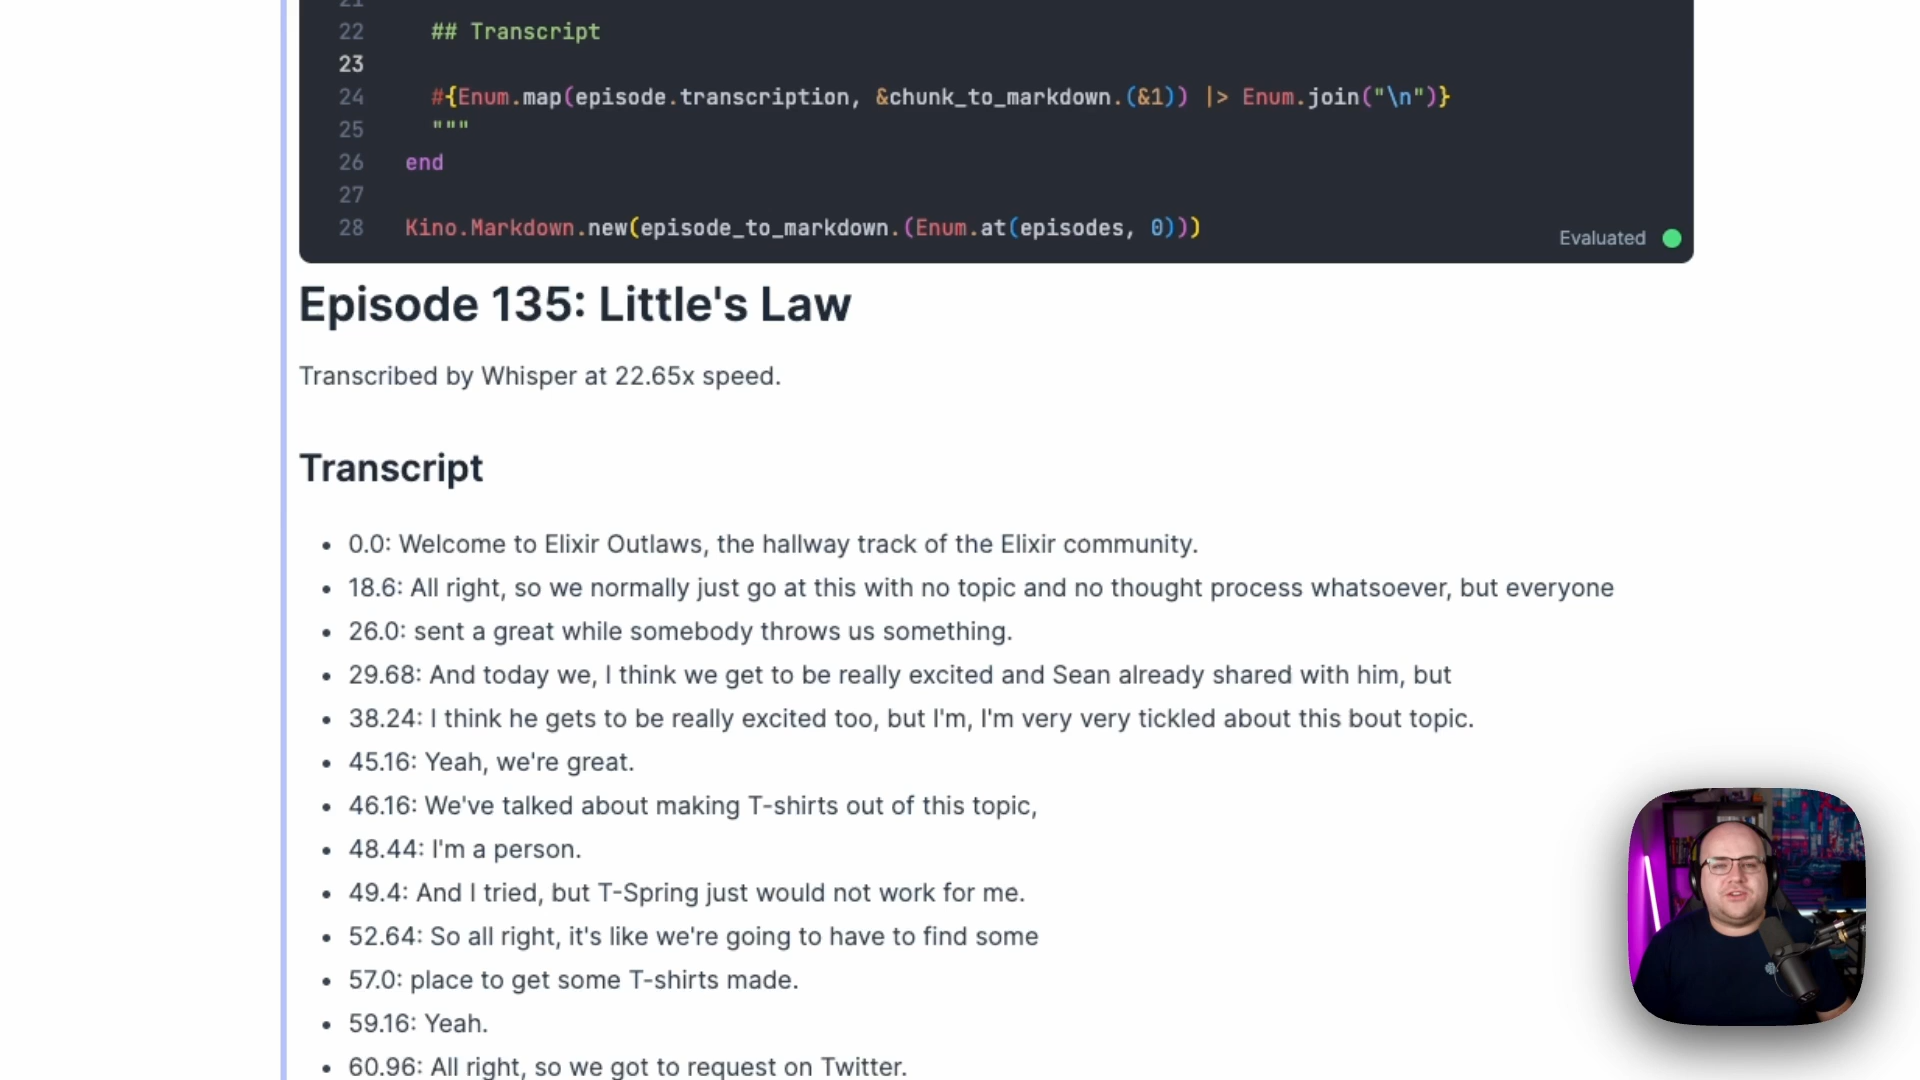 21
22 ## Transcript
23
24 #{Enum.map(episode.transcription, &chunk_to_markdown.(&1)) |> Enum.join("\n")}
25 """
26 end
27
28 Kino.Markdown.new(episode_to_markdown.(Enum.at(episodes, 0)))
Evaluated
Episode 135: Little's Law
Transcribed by Whisper at 22.65x speed.
Transcript
• 0.0: Welcome to Elixir Outlaws, the hallway track of the Elixir community.
• 18.6: All right, so we normally just go at this with no topic and no thought process whatsoever, but everyone
• 26.0: sent a great while somebody throws us something.
• 29.68: And today we, I think we get to be really excited and Sean already shared with him, but
• 38.24: I think he gets to be really excited too, but I'm, I'm very very tickled about this bout topic.
• 45.16: Yeah, we're great.
• 46.16: We've talked about making T-shirts out of this topic,
• 48.44: I'm a person.
• 49.4: And I tried, but T-Spring just would not work for me.
• 52.64: So all right, it's like we're going to have to find some
• 57.0: place to get some T-shirts made.
• 59.16: Yeah.
• 60.96: All right, so we got to request on Twitter.